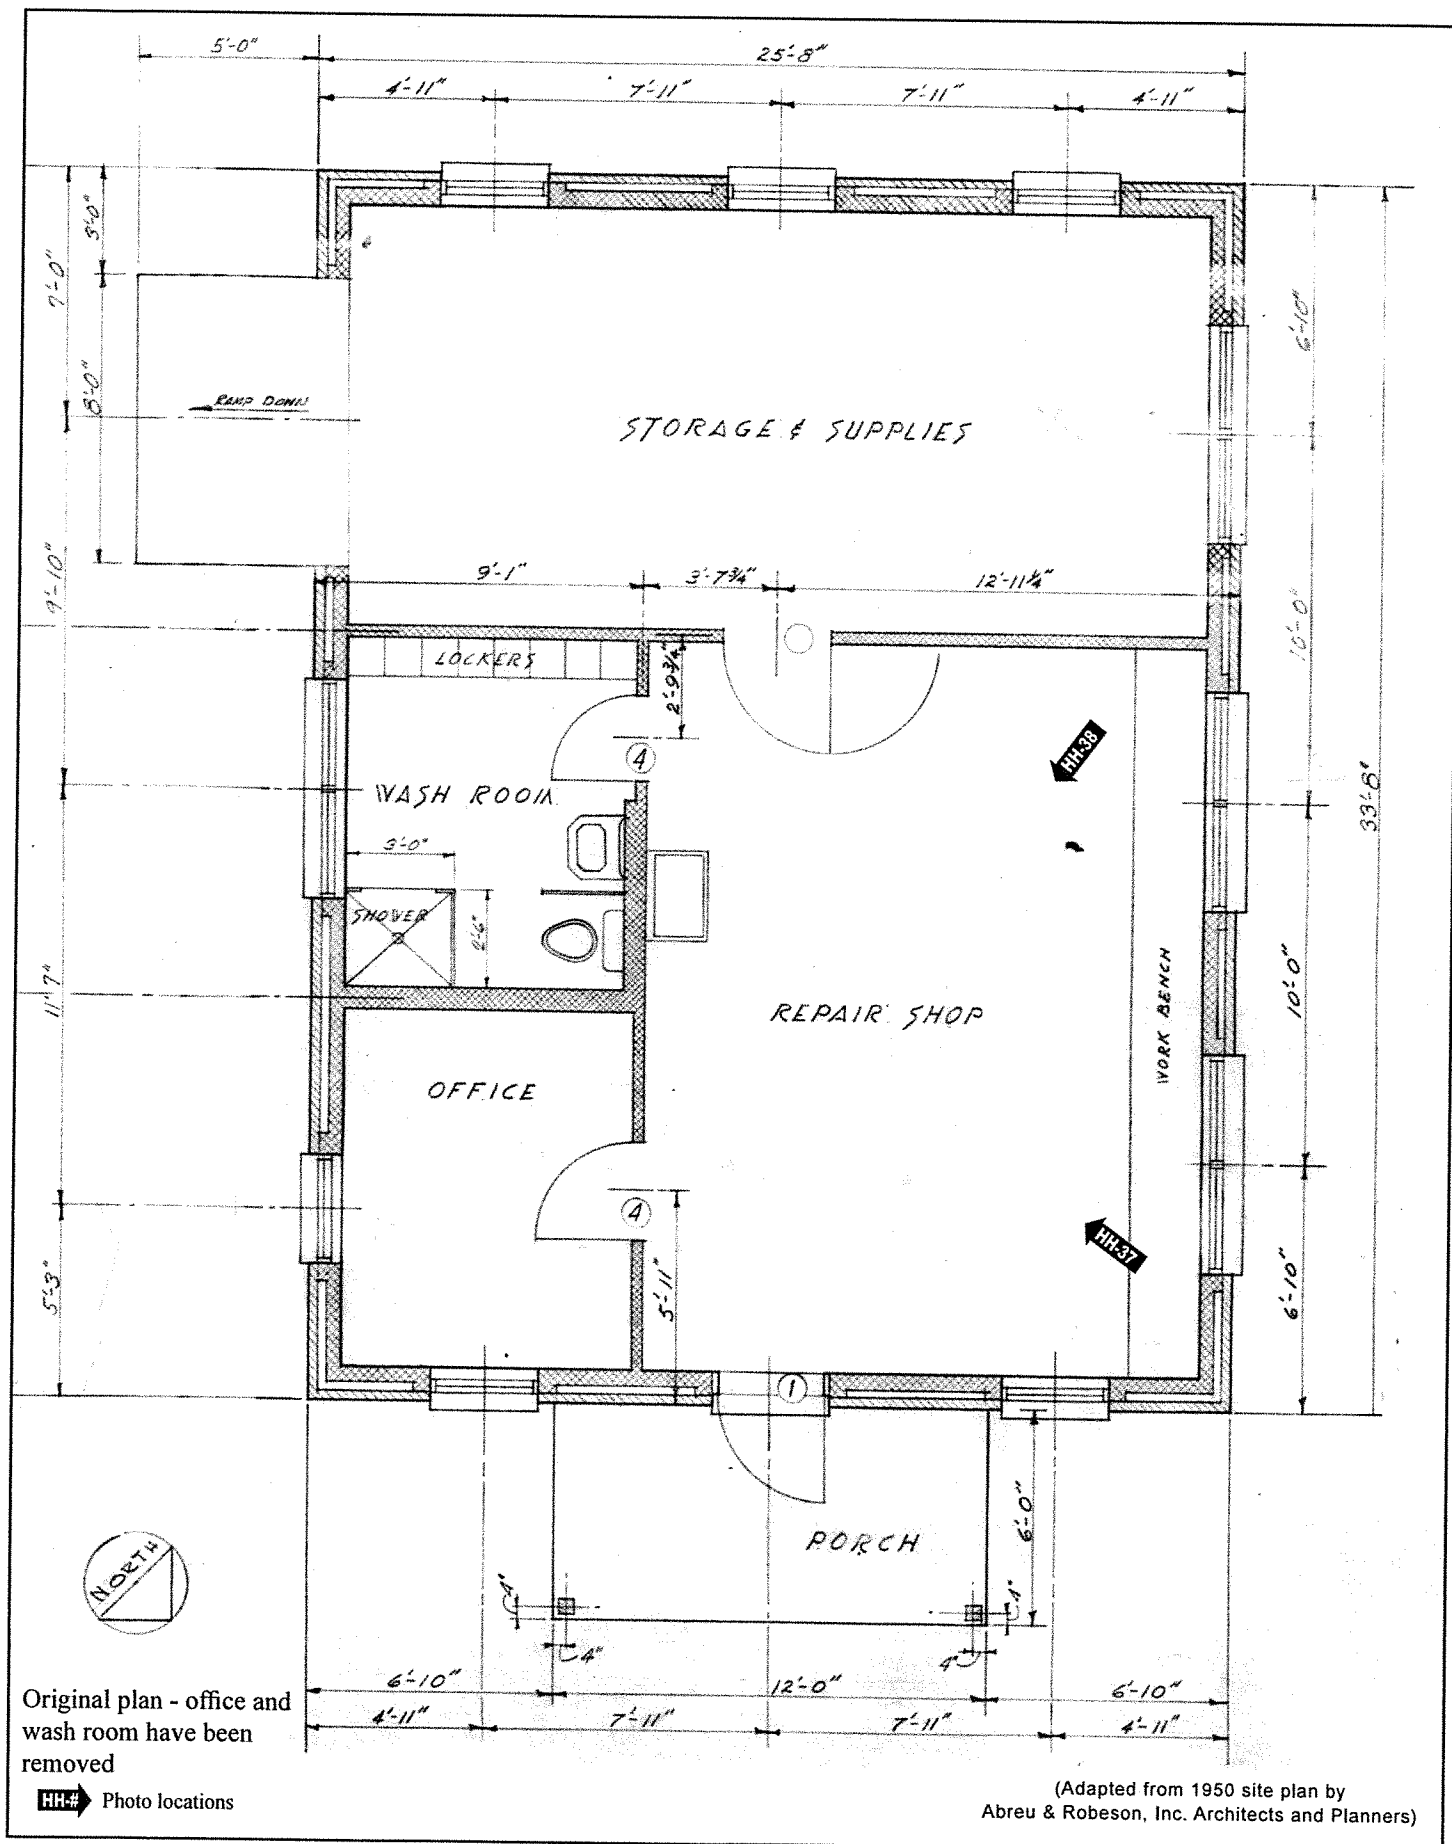 5'-0"
25'-8"
4'-11"
7'-11"
7'-11"
4'-11"
3'-0"
7'-0"
8'-0"
RAMP DOWN
STORAGE & SUPPLIES
6'-10"
9'-10"
9'-1"
3'-7¾"
12'-11¼"
10'-0"
LOCKERS
2'-9¾"
4
HH-38
WASH ROOM
33'-8"
3'-0"
SHOWER
2'-6"
11'-7"
REPAIR SHOP
WORK BENCH
10'-0"
OFFICE
4
HH-37
5'-3"
5'-11"
6'-10"
1
6'-0"
PORCH
NORTH
4"
4"
4"
4"
6'-10"
12'-0"
6'-10"
4'-11"
7'-11"
7'-11"
4'-11"
Original plan - office and
wash room have been
removed
HH-# Photo locations
(Adapted from 1950 site plan by
Abreu & Robeson, Inc. Architects and Planners)